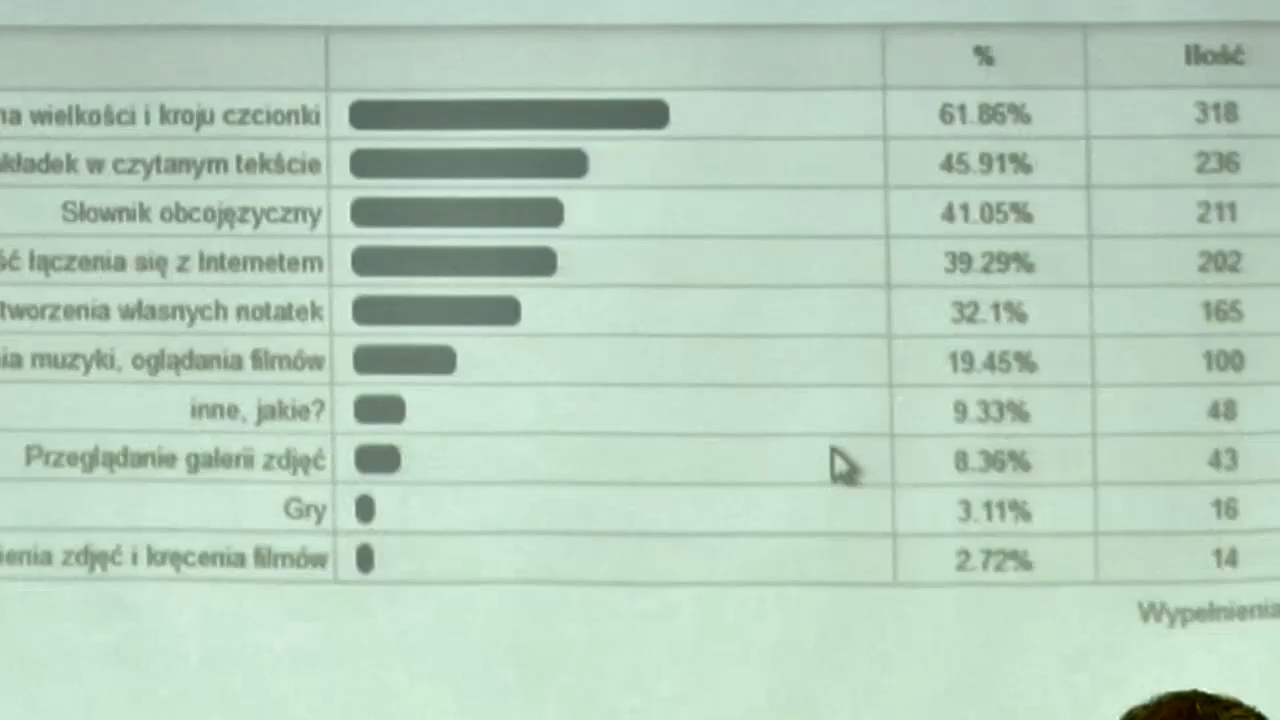 % Ilość
na wielkości i kroju czcionki 61.86% 318
kładek w czytanym tekście 45.91% 236
Słownik obcojęzyczny 41.05% 211
ść łączenia się z Internetem 39.29% 202
tworzenia własnych notatek 32.1% 165
ia muzyki, oglądania filmów 19.45% 100
inne, jakie? 9.33% 48
Przeglądanie galerii zdjęć 8.36% 43
Gry 3.11% 16
ienia zdjęć i kręcenia filmów 2.72% 14
Wypełnienia